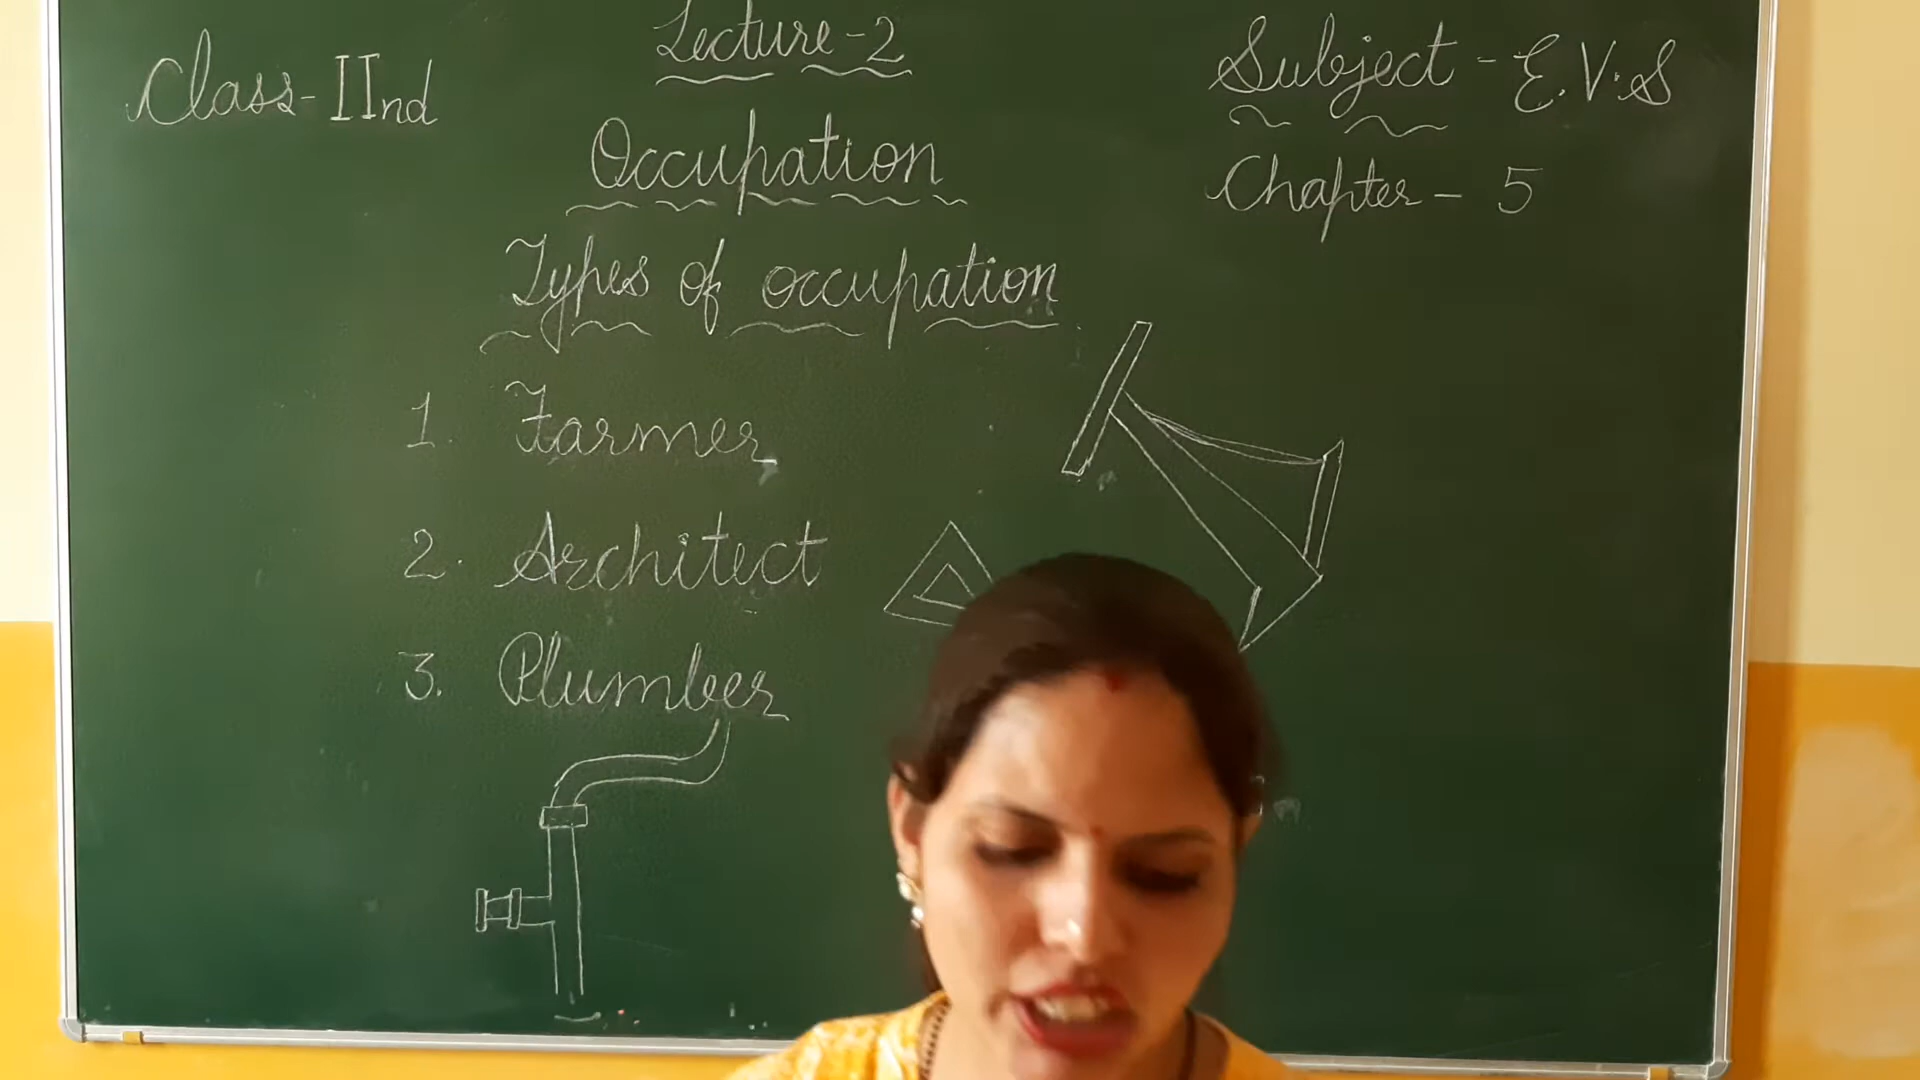 Lecture-2
Class-IInd
Subject - E.V.S
Occupation
Chapter - 5
Types of occupation
1. Farmer
2. Architect
3. Plumber